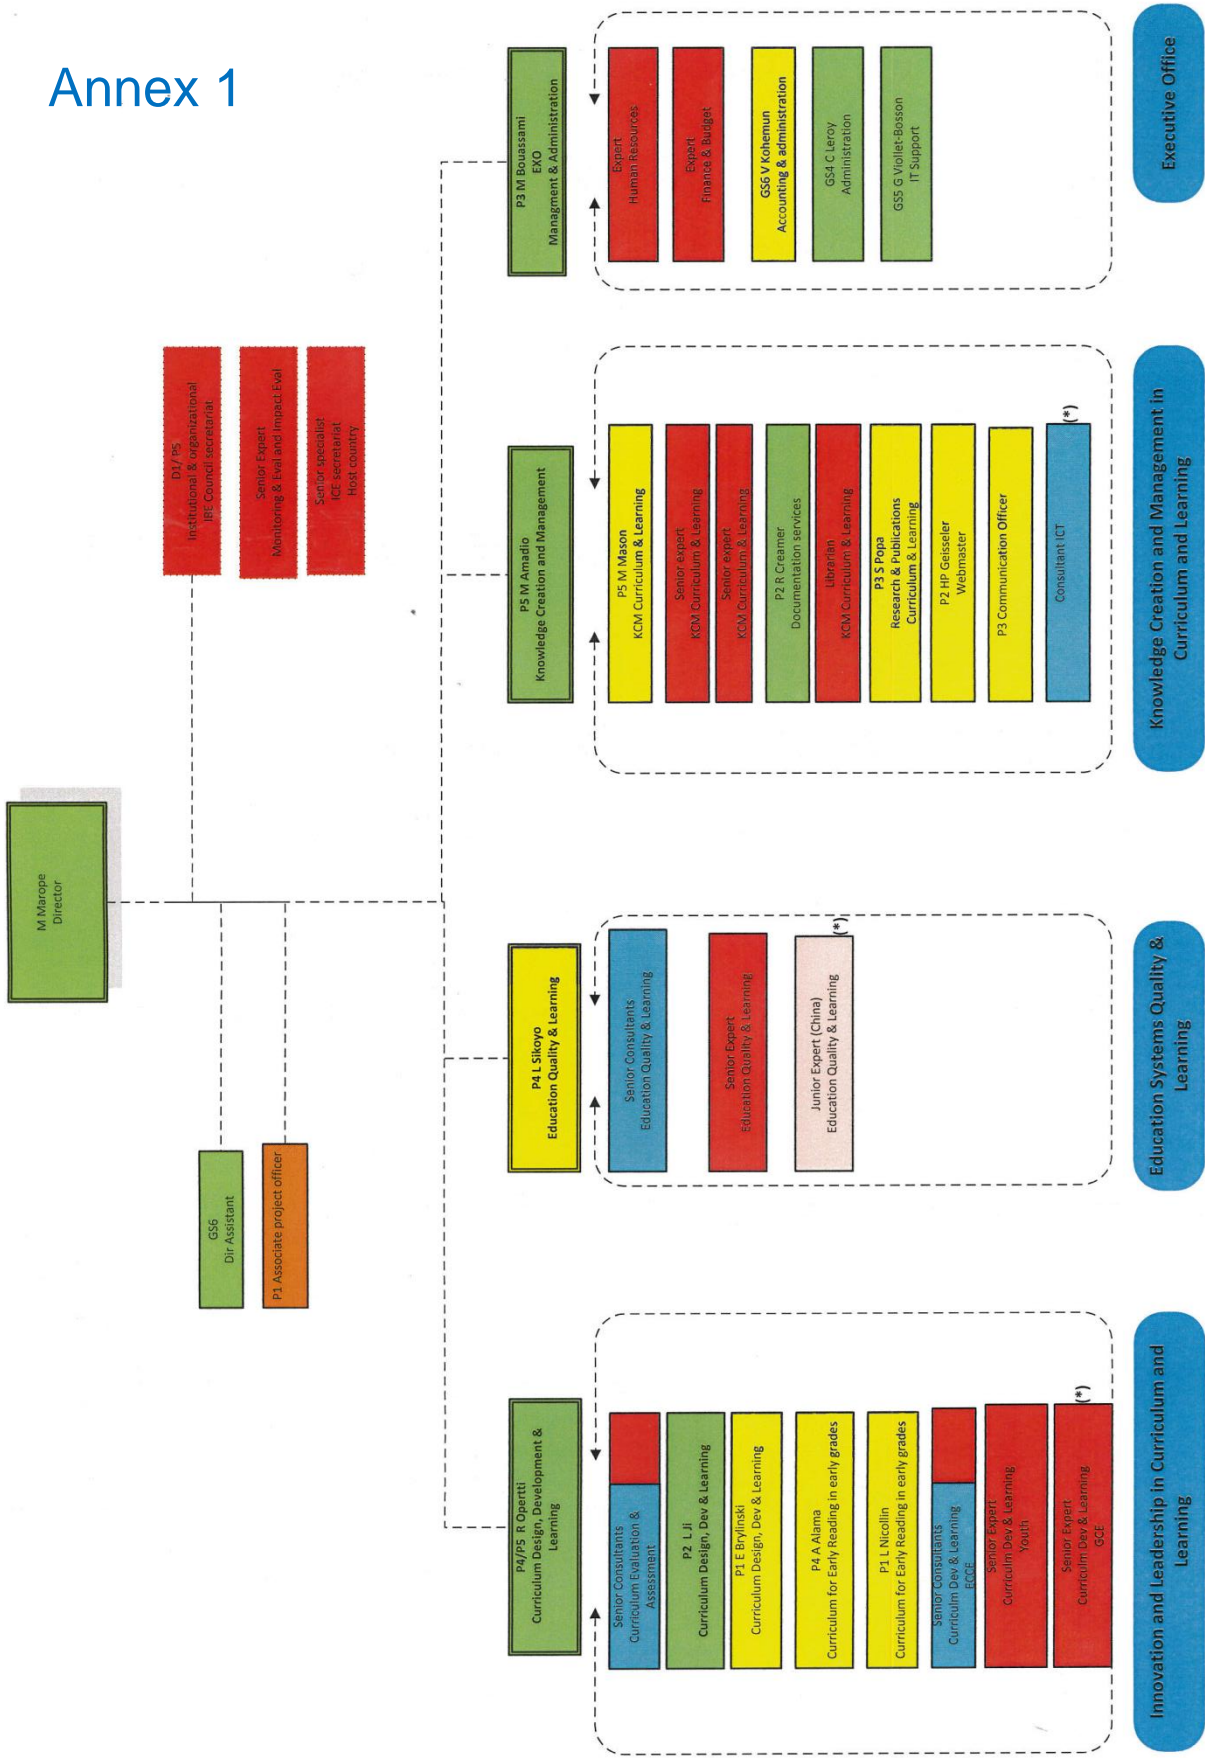 Annex 1
M Marope
Director
GS6
Dir Assistant
P1 Associate project officer
D1/ P5
Institutional & organizational
IBE Council secretariat
Senior Expert
Monitoring & Eval and Impact Eval
Senior specialist
ICE secretariat
Host country
P4/P5 R Opertti
Curriculum Design, Development &
Learning
Senior Consultants
Curriculum Evaluation &
Assessment
P2 L Ji
Curriculum Design, Dev & Learning
P1 E Brylinski
Curriculum Design, Dev & Learning
P4 A Alama
Curriculum for Early Reading in early grades
P1 L Nicollin
Curriculum for Early Reading in early grades
Senior Consultants
Curriculm Dev & Learning
ECCE
Senior Expert
Curriculm Dev & Learning
Youth
Senior Expert
Curriculm Dev & Learning
GCE
(*)
Innovation and Leadership in Curriculum and
Learning
P4 L Sikoyo
Education Quality & Learning
Senior Consultants
Education Quality & Learning
Senior Expert
Education Quality & Learning
Junior Expert (China)
Education Quality & Learning
(*)
Education Systems Quality &
Learning
P5 M Amadio
Knowledge Creation and Management
P5 M Mason
KCM Curriculum & Learning
Senior expert
KCM Curriculum & Learning
Senior expert
KCM Curriculum & Learning
P2 R Creamer
Documentation services
Librarian
KCM Curriculum & Learning
P3 S Popa
Research & Publications
Curriculum & Learning
P2 HP Geisseler
Webmaster
P3 Communication Officer
Consultant ICT
(*)
Knowledge Creation and Management in
Curriculum and Learning
P3 M Bouassami
EXO
Managment & Administration
Expert
Human Resources
Expert
Finance & Budget
GS6 V Kohemun
Accounting & administration
GS4 C Leroy
Administration
GS5 G Viollet-Bosson
IT Support
Executive Office